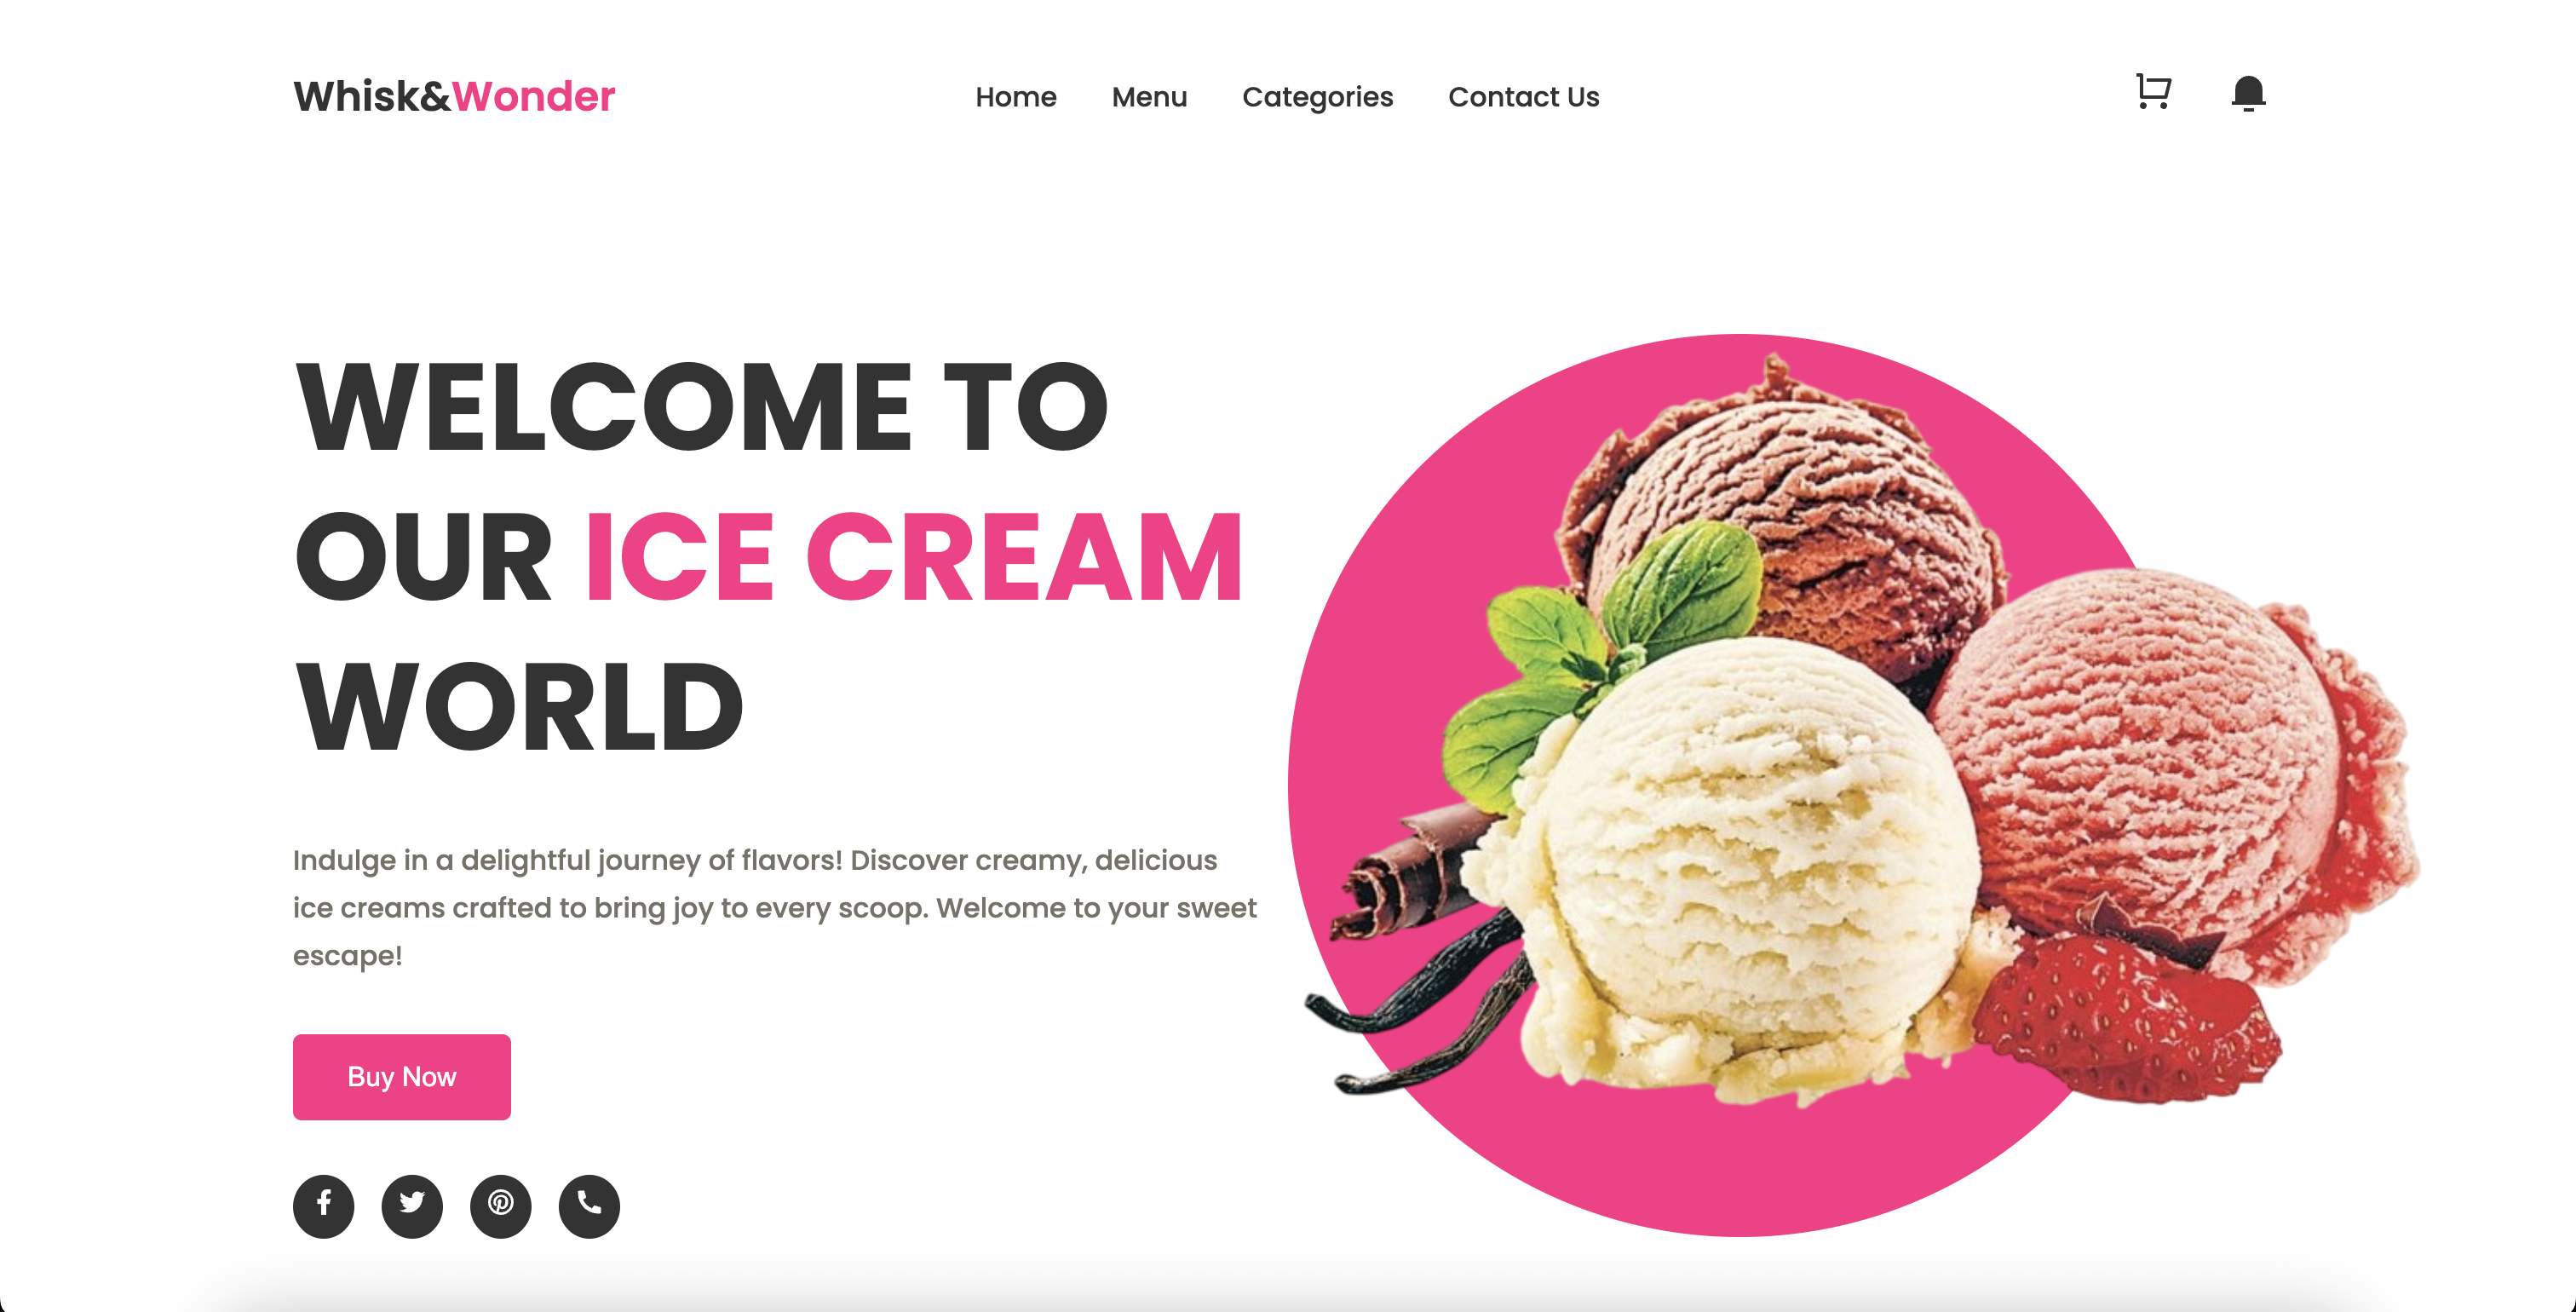 Whisk&Wonder
Home Menu Categories Contact Us
WELCOME TO
OUR ICE CREAM
WORLD
Indulge in a delightful journey of flavors! Discover creamy, delicious
ice creams crafted to bring joy to every scoop. Welcome to your sweet
escape!
Buy Now